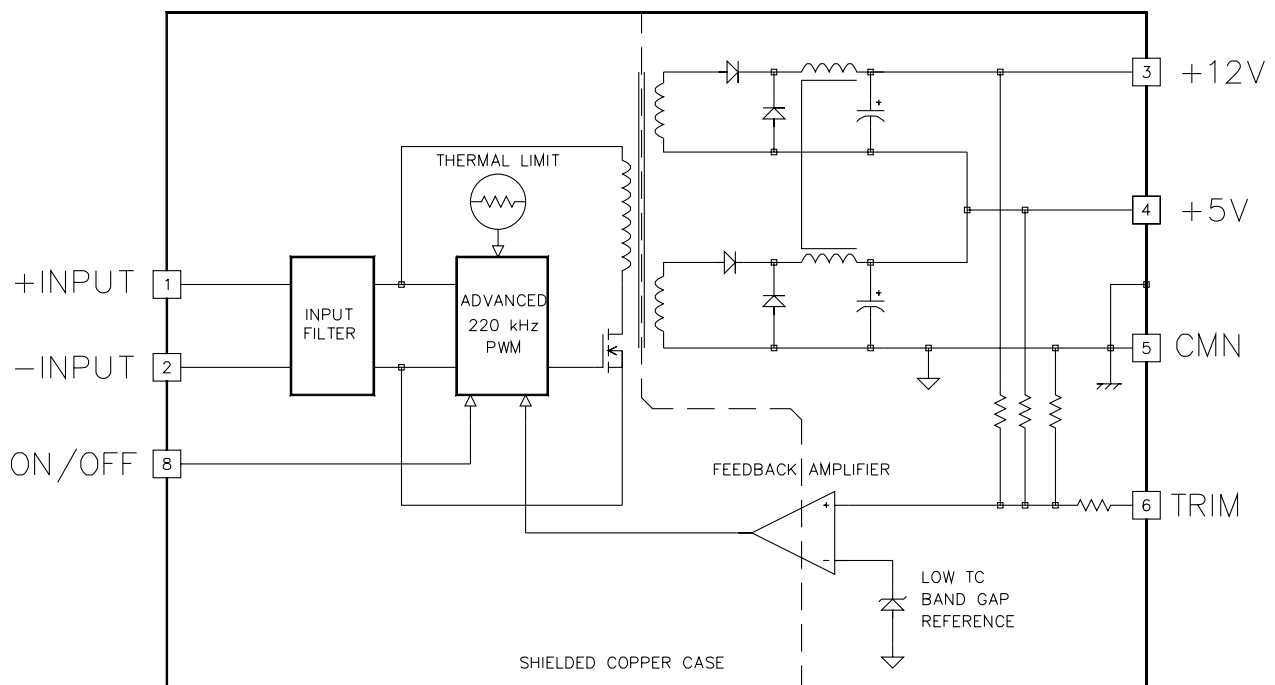 3 +12V
THERMAL LIMIT
4 +5V
+INPUT 1
INPUT
FILTER
ADVANCED
220 kHz
PWM
-INPUT 2
5 CMN
+
+
ON/OFF 8
FEEDBACK AMPLIFIER
+
-
6 TRIM
LOW TC
BAND GAP
REFERENCE
SHIELDED COPPER CASE